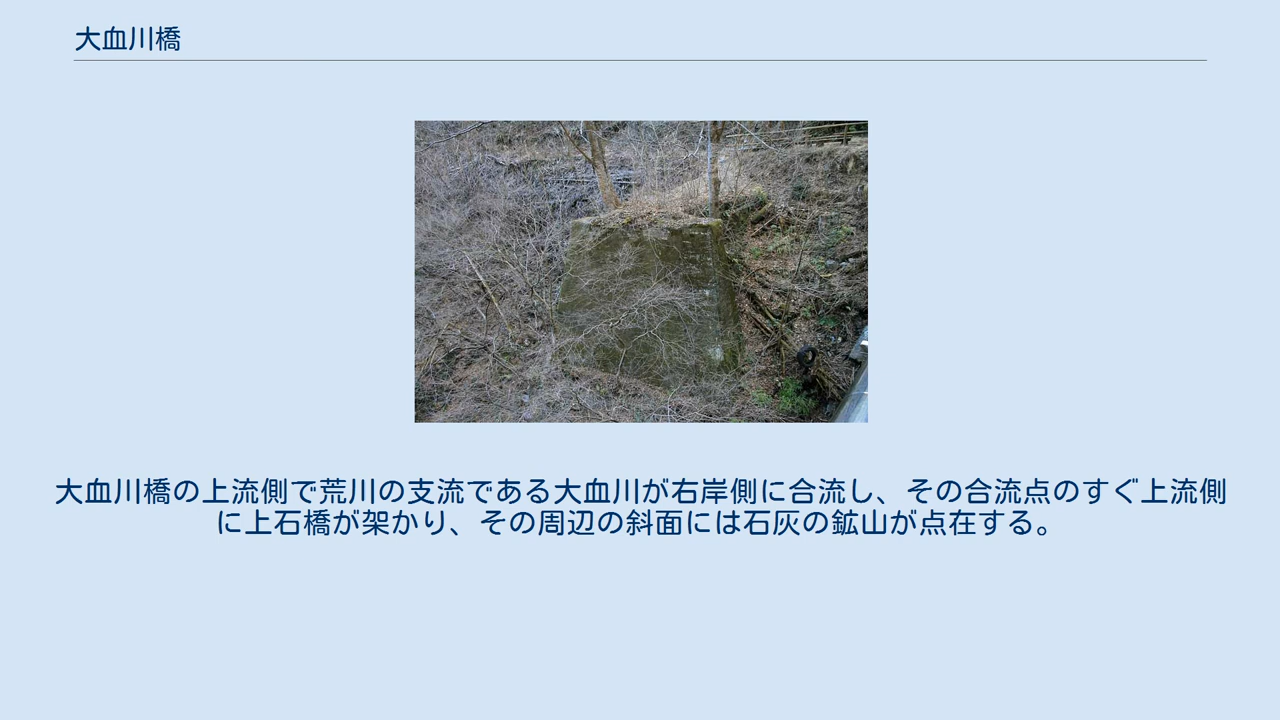 大血川橋
大血川橋の上流側で荒川の支流である大血川が右岸側に合流し、その合流点のすぐ上流側
に上石橋が架かり、その周辺の斜面には石灰の鉱山が点在する。